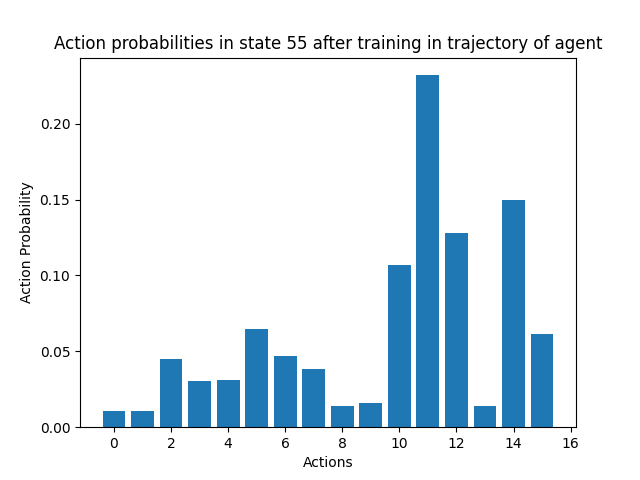 Action probabilities in state 55 after training in trajectory of agent
Action Probability
0.20
0.15
0.10
0.05
0.00
0 2 4 6 8 10 12 14 16
Actions